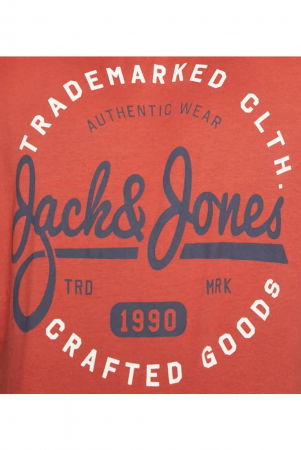 TRADEMARKED CLTH.
AUTHENTIC WEAR
Jack & Jones
TRD MRK
1990
CRAFTED GOODS